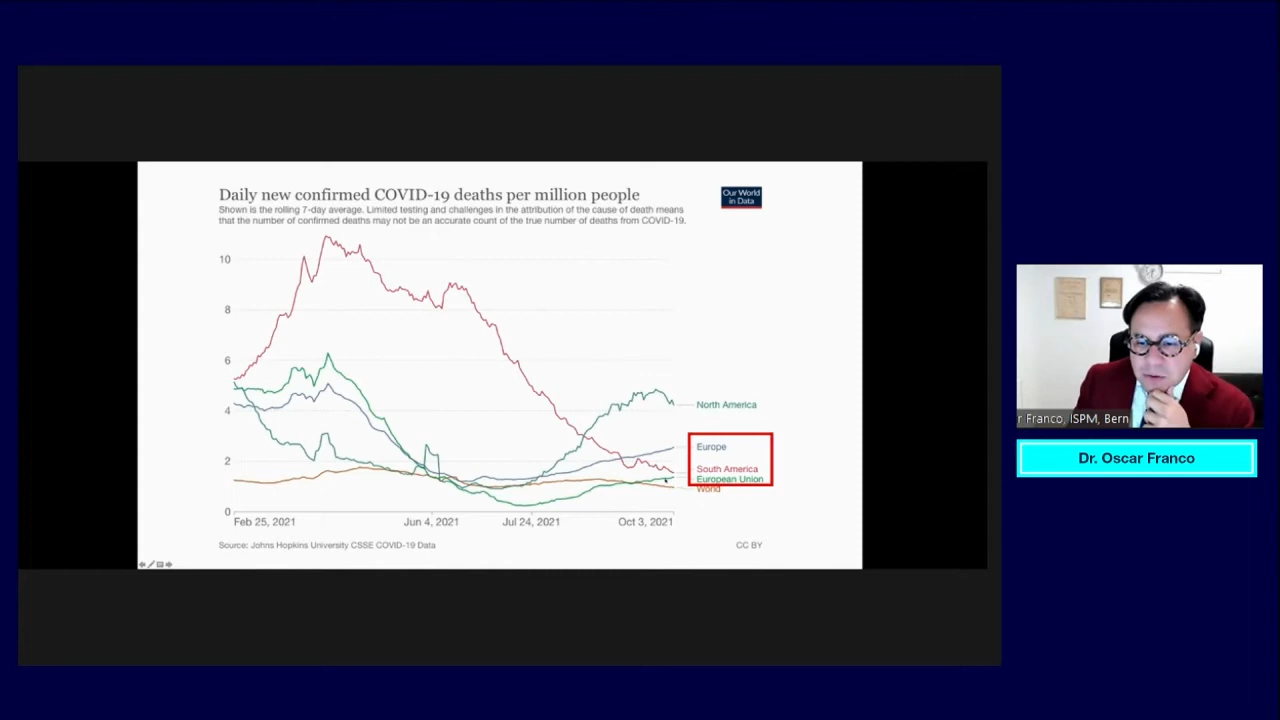 Daily new confirmed COVID-19 deaths per million people
Shown is the rolling 7-day average. Limited testing and challenges in the attribution of the cause of death means
that the number of confirmed deaths may not be an accurate count of the true number of deaths from COVID-19.
Our World
in Data
10
8
6
4
2
0
North America
Europe
South America
European Union
World
Feb 25, 2021
Jun 4, 2021
Jul 24, 2021
Oct 3, 2021
Source: Johns Hopkins University CSSE COVID-19 Data
CC BY
r Franco, ISPM, Bern
Dr. Oscar Franco